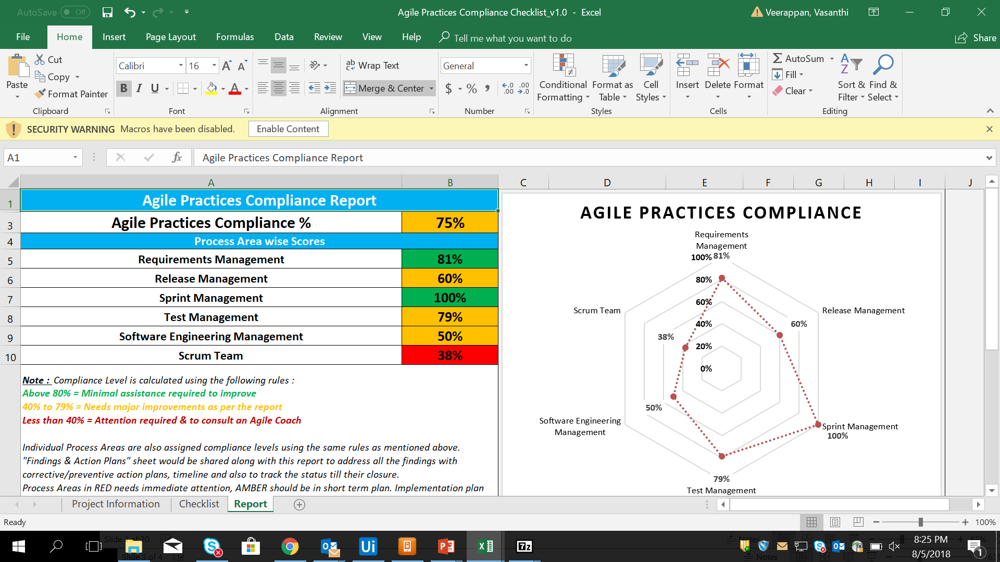 AutoSave Off
Agile Practices Compliance Checklist_v1.0 - Excel
Veerappan, Vasanthi
File Home Insert Page Layout Formulas Data Review View Help Tell me what you want to do Share
Paste
Cut
Copy
Format Painter
Clipboard
Calibri 16
B I U
Font
Wrap Text
Merge & Center
Alignment
General
$ %
Number
Conditional Formatting
Format as Table
Cell Styles
Styles
Insert Delete Format
Cells
AutoSum
Fill
Clear
Sort & Filter
Find & Select
Editing
SECURITY WARNING Macros have been disabled. Enable Content
A1 fx Agile Practices Compliance Report
A B C D E F G H I J
1 Agile Practices Compliance Report
3 Agile Practices Compliance % 75%
4 Process Area wise Scores
5 Requirements Management 81%
6 Release Management 60%
7 Sprint Management 100%
8 Test Management 79%
9 Software Engineering Management 50%
10 Scrum Team 38%
Note : Compliance Level is calculated using the following rules :
Above 80% = Minimal assistance required to improve
40% to 79% = Needs major improvements as per the report
Less than 40% = Attention required & to consult an Agile Coach
Individual Process Areas are also assigned compliance levels using the same rules as mentioned above.
"Findings & Action Plans" sheet would be shared along with this report to address all the findings with
corrective/preventive action plans, timeline and also to track the status till their closure.
Process Areas in RED needs immediate attention, AMBER should be in short term plan. Implementation plan
AGILE PRACTICES COMPLIANCE
Requirements
Management
100% 81%
80%
60%
40%
20%
0%
Scrum Team
38%
Release Management
60%
Software Engineering
Management
50%
Sprint Management
100%
79%
Test Management
Project Information Checklist Report
Ready
100%
Slide 2 of 20
Slide 3 of 4
Notes
Notes
8:25 PM
8/5/2018
1